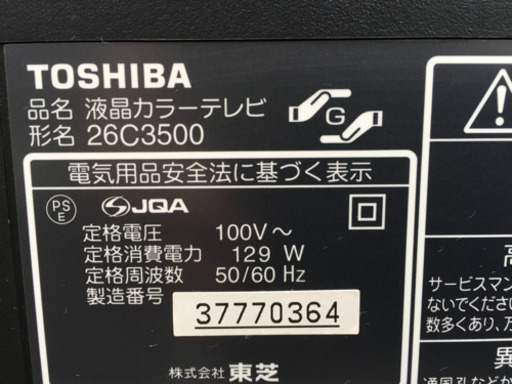 TOSHIBA
品名 液晶カラーテレビ
形名 26C3500
G
電気用品安全法に基づく表示
PS
E
JQA
定格電圧 100V～
定格消費電力 129 W
定格周波数 50/60 Hz
製造番号 37770364
株式会社 東芝
サービスマン
ないでください
数多くあり、万